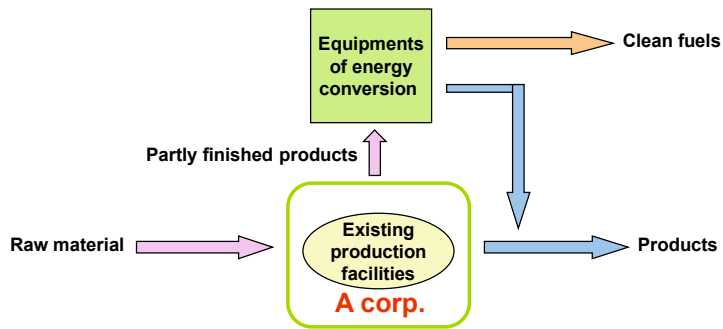 Equipments
of energy
conversion
Clean fuels
Partly finished products
Raw material
Existing
production
facilities
A corp.
Products